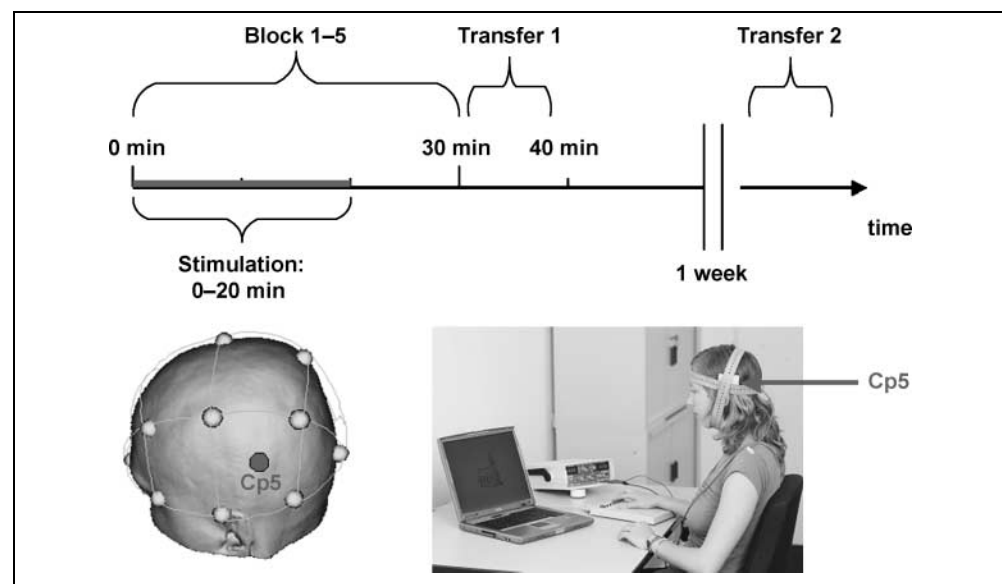 Block 1–5
Transfer 1
Transfer 2
0 min
30 min
40 min
time
Stimulation:
0–20 min
1 week
Cp5
Cp5